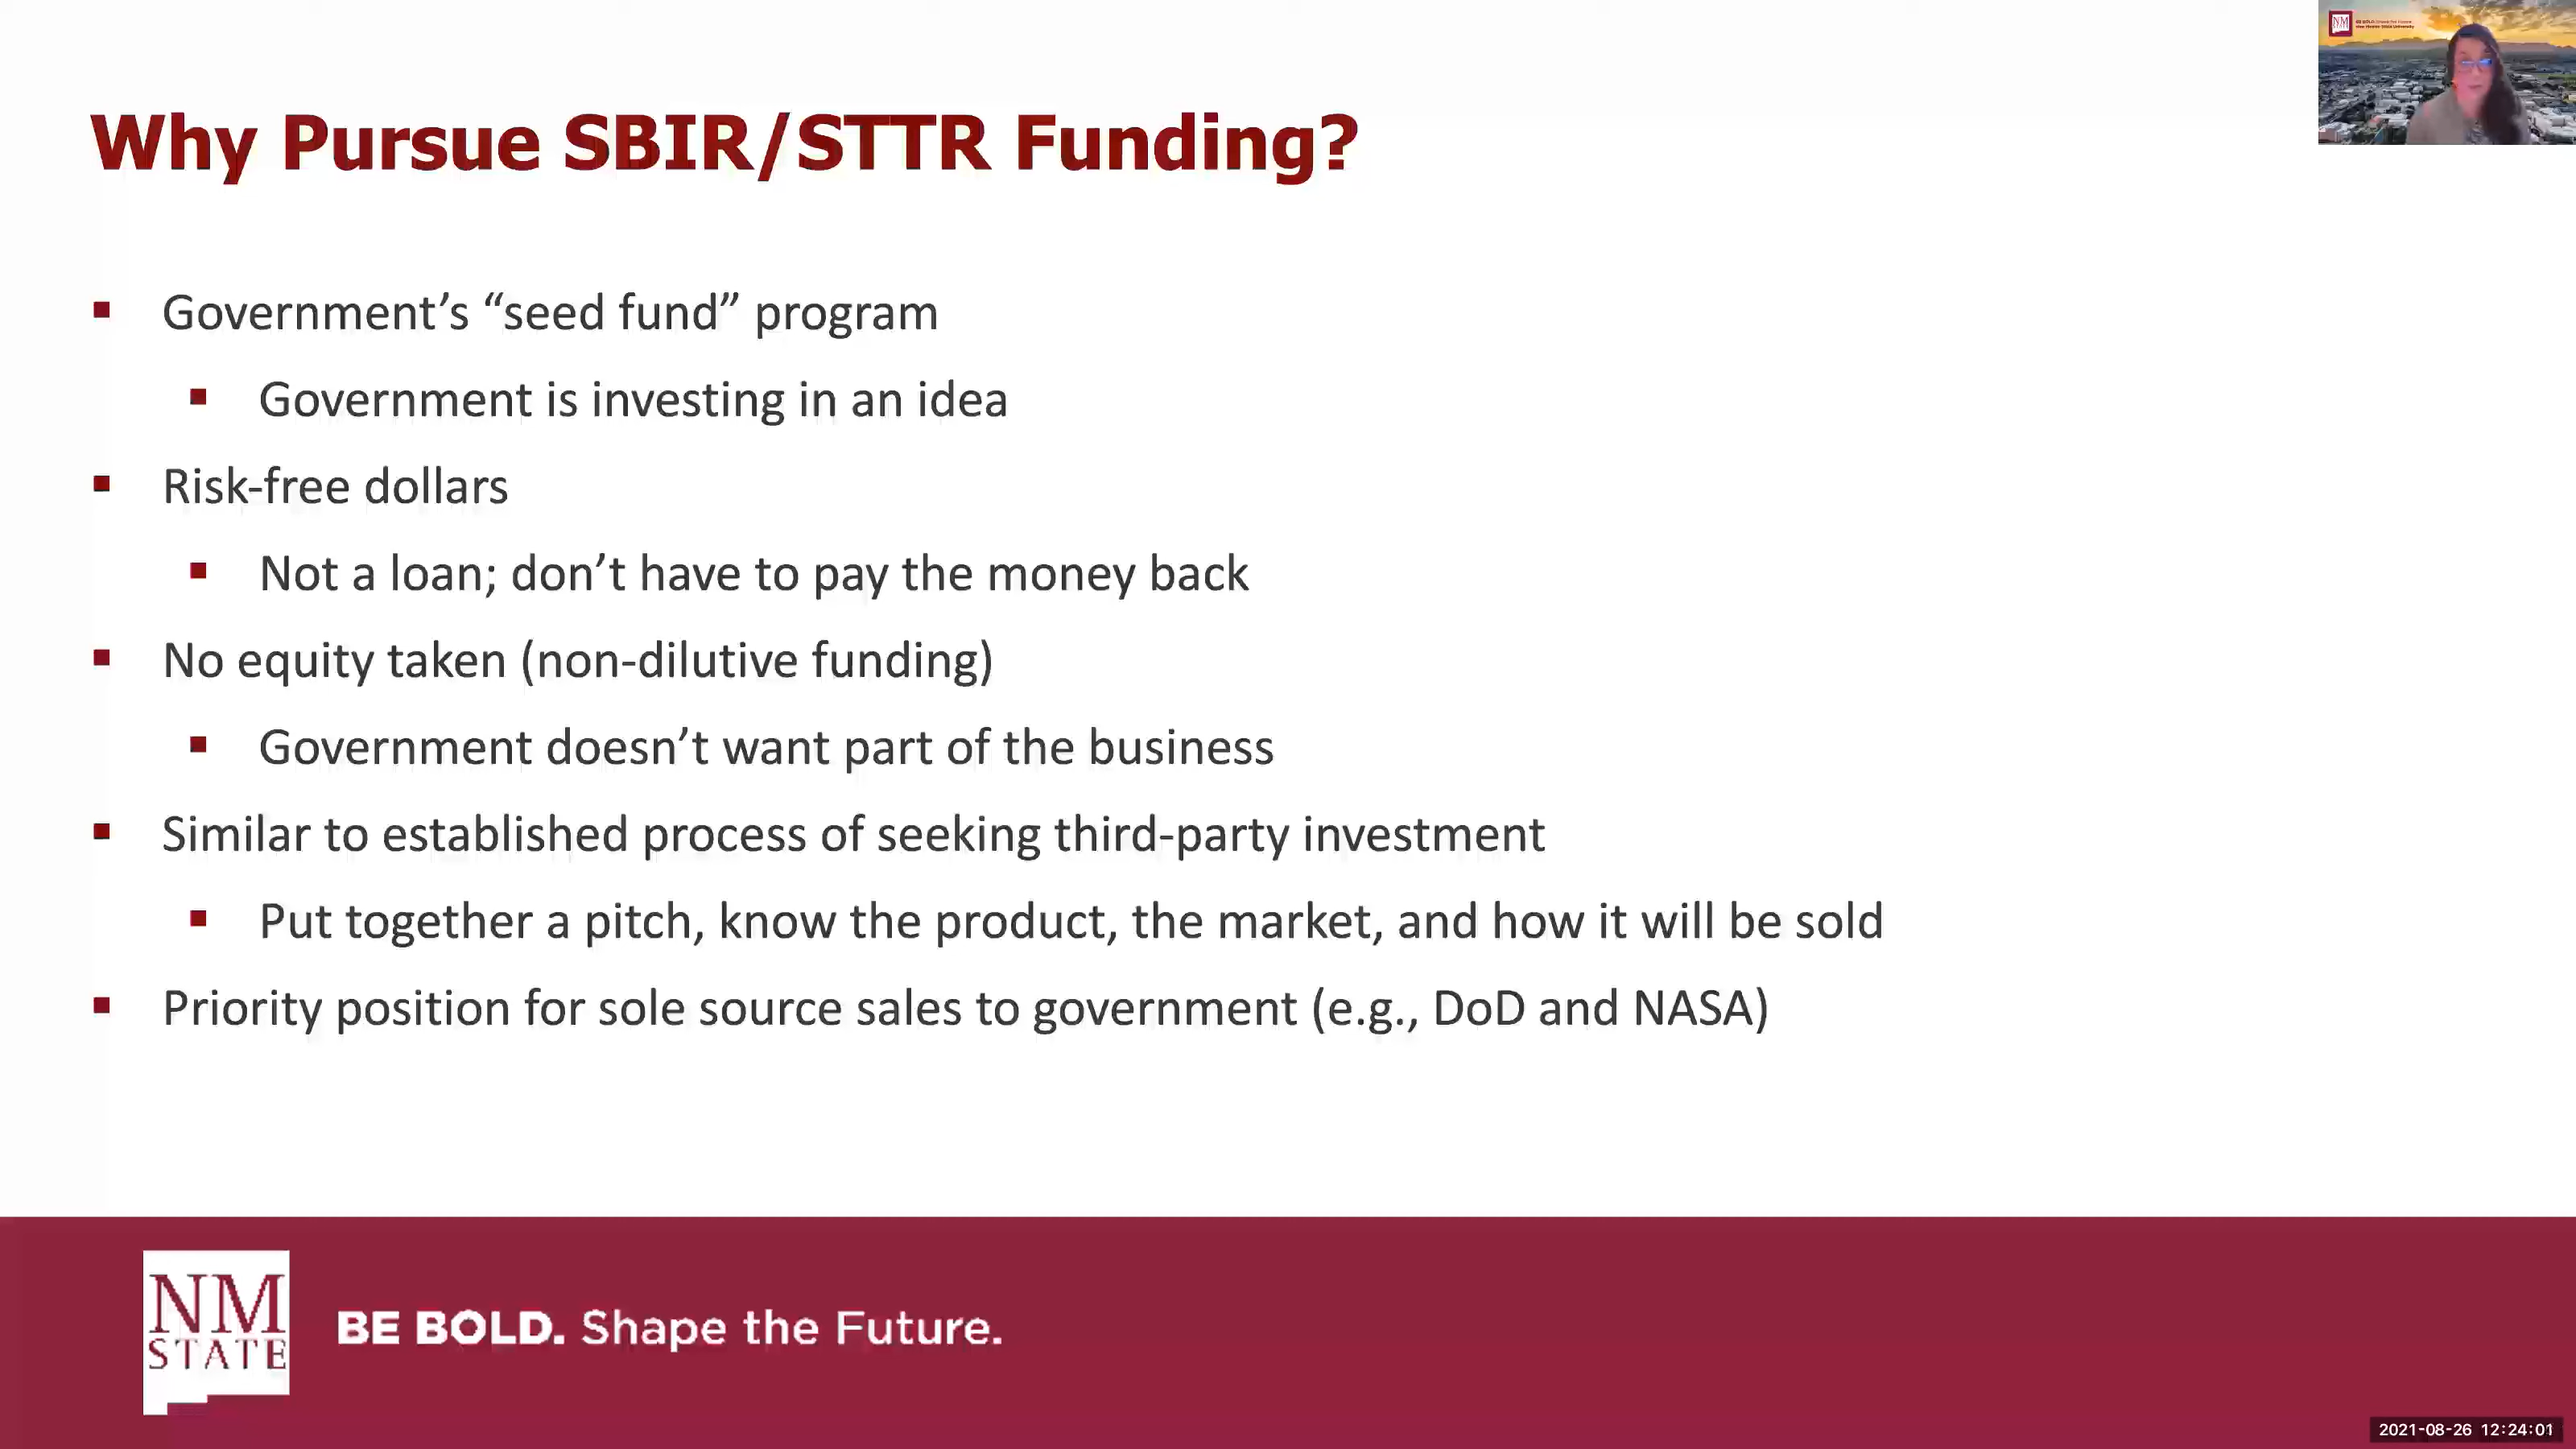 Why Pursue SBIR/STTR Funding?
▪ Government’s “seed fund” program
▪ Government is investing in an idea
▪ Risk-free dollars
▪ Not a loan; don’t have to pay the money back
▪ No equity taken (non-dilutive funding)
▪ Government doesn’t want part of the business
▪ Similar to established process of seeking third-party investment
▪ Put together a pitch, know the product, the market, and how it will be sold
▪ Priority position for sole source sales to government (e.g., DoD and NASA)
NM
STATE
BE BOLD. Shape the Future.
2021-08-26 12:24:01